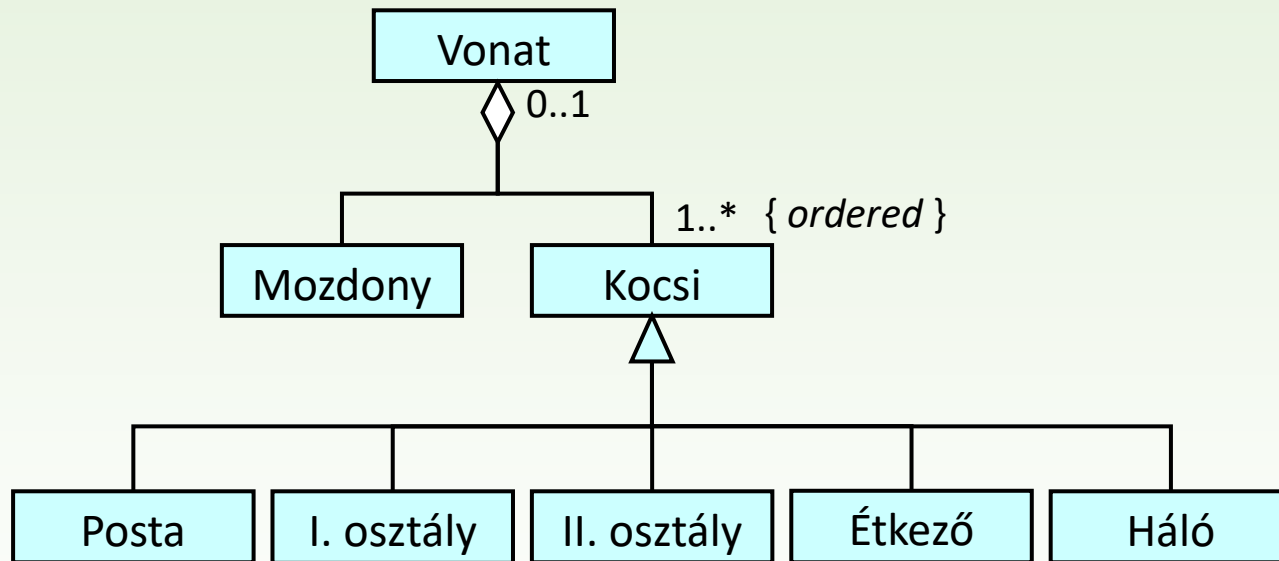 Vonat
0..1
1..* { ordered }
Mozdony
Kocsi
Posta
I. osztály
II. osztály
Étkező
Háló